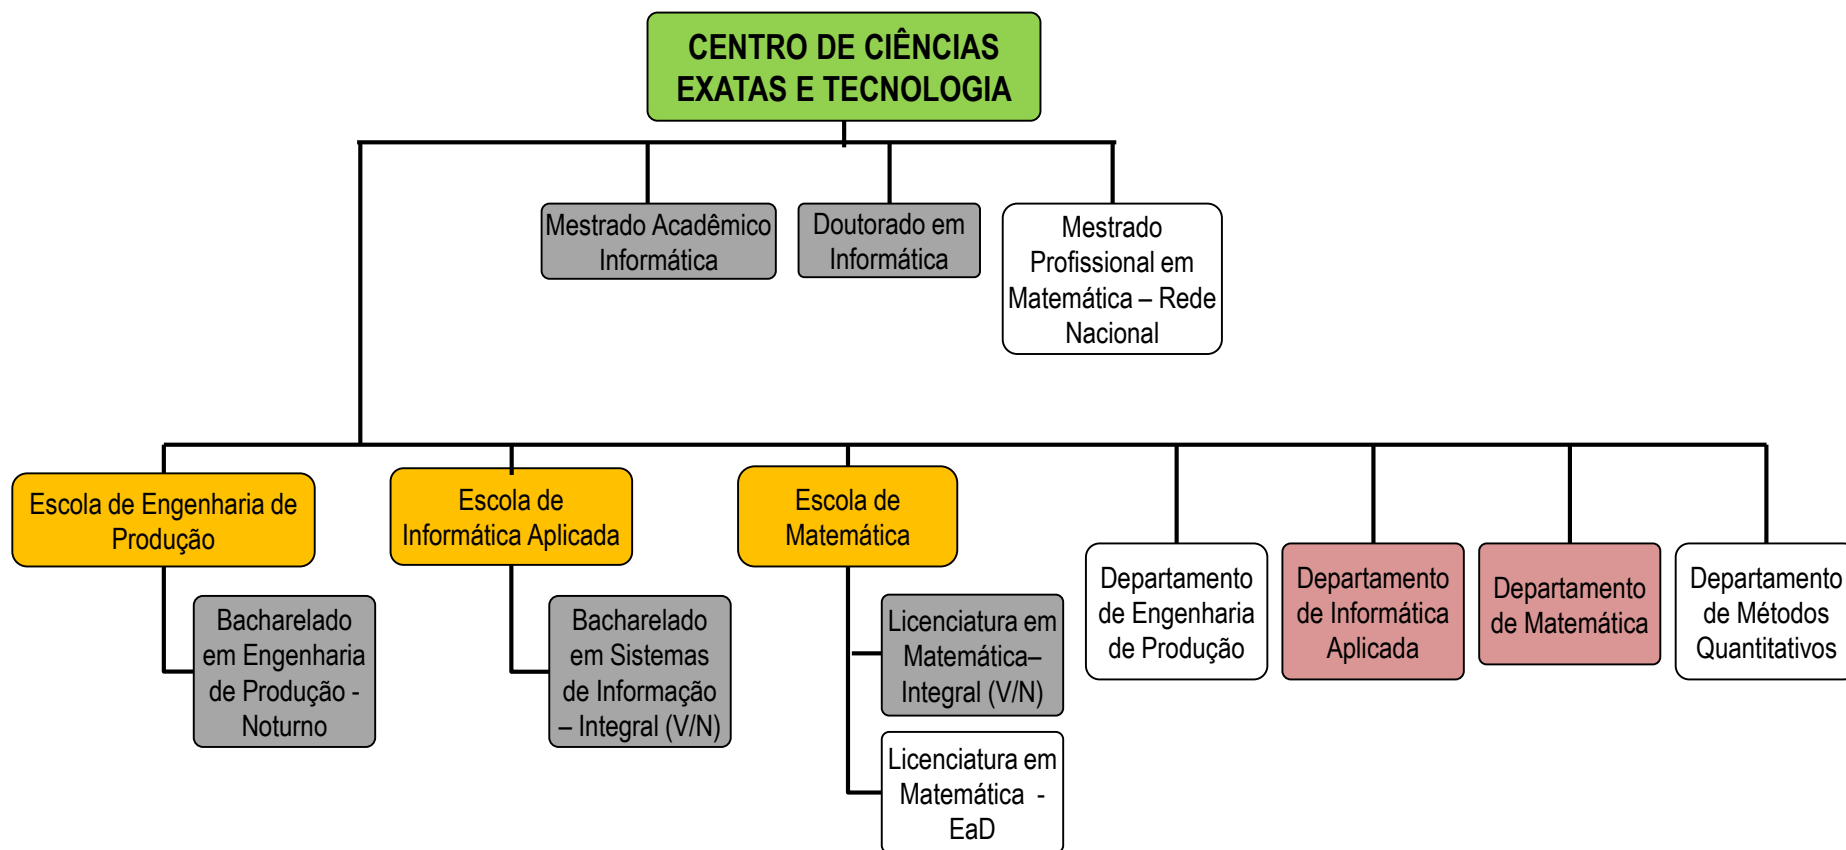 CENTRO DE CIÊNCIAS
EXATAS E TECNOLOGIA
Mestrado Acadêmico
Informática
Doutorado em
Informática
Mestrado
Profissional em
Matemática – Rede
Nacional
Escola de Engenharia de
Produção
Escola de
Informática Aplicada
Escola de
Matemática
Departamento
de Engenharia
de Produção
Departamento
de Informática
Aplicada
Departamento
de Matemática
Departamento
de Métodos
Quantitativos
Bacharelado
em Engenharia
de Produção -
Noturno
Bacharelado
em Sistemas
de Informação
– Integral (V/N)
Licenciatura em
Matemática–
Integral (V/N)
Licenciatura em
Matemática -
EaD